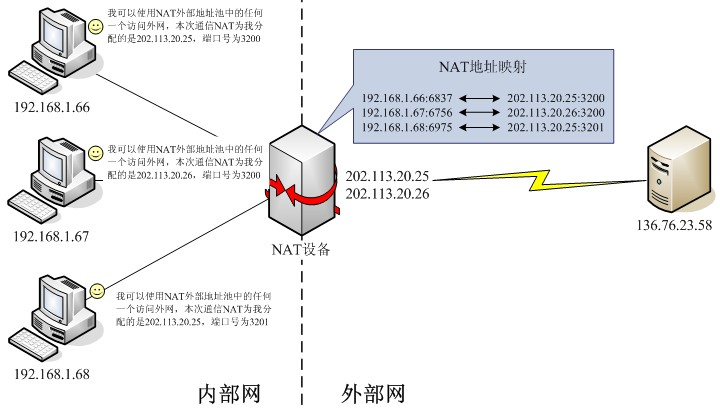 我可以使用NAT外部地址池中的任何
一个访问外网，本次通信NAT为我分
配的是202.113.20.25，端口号为3200
192.168.1.66
我可以使用NAT外部地址池中的任何
一个访问外网，本次通信NAT为我分
配的是202.113.20.26，端口号为3200
192.168.1.67
我可以使用NAT外部地址池中的任何
一个访问外网，本次通信NAT为我分
配的是202.113.20.25，端口号为3201
192.168.1.68
NAT地址映射
192.168.1.66:6837 202.113.20.25:3200
192.168.1.67:6756 202.113.20.26:3200
192.168.1.68:6975 202.113.20.25:3201
202.113.20.25
202.113.20.26
NAT设备
136.76.23.58
内部网 外部网